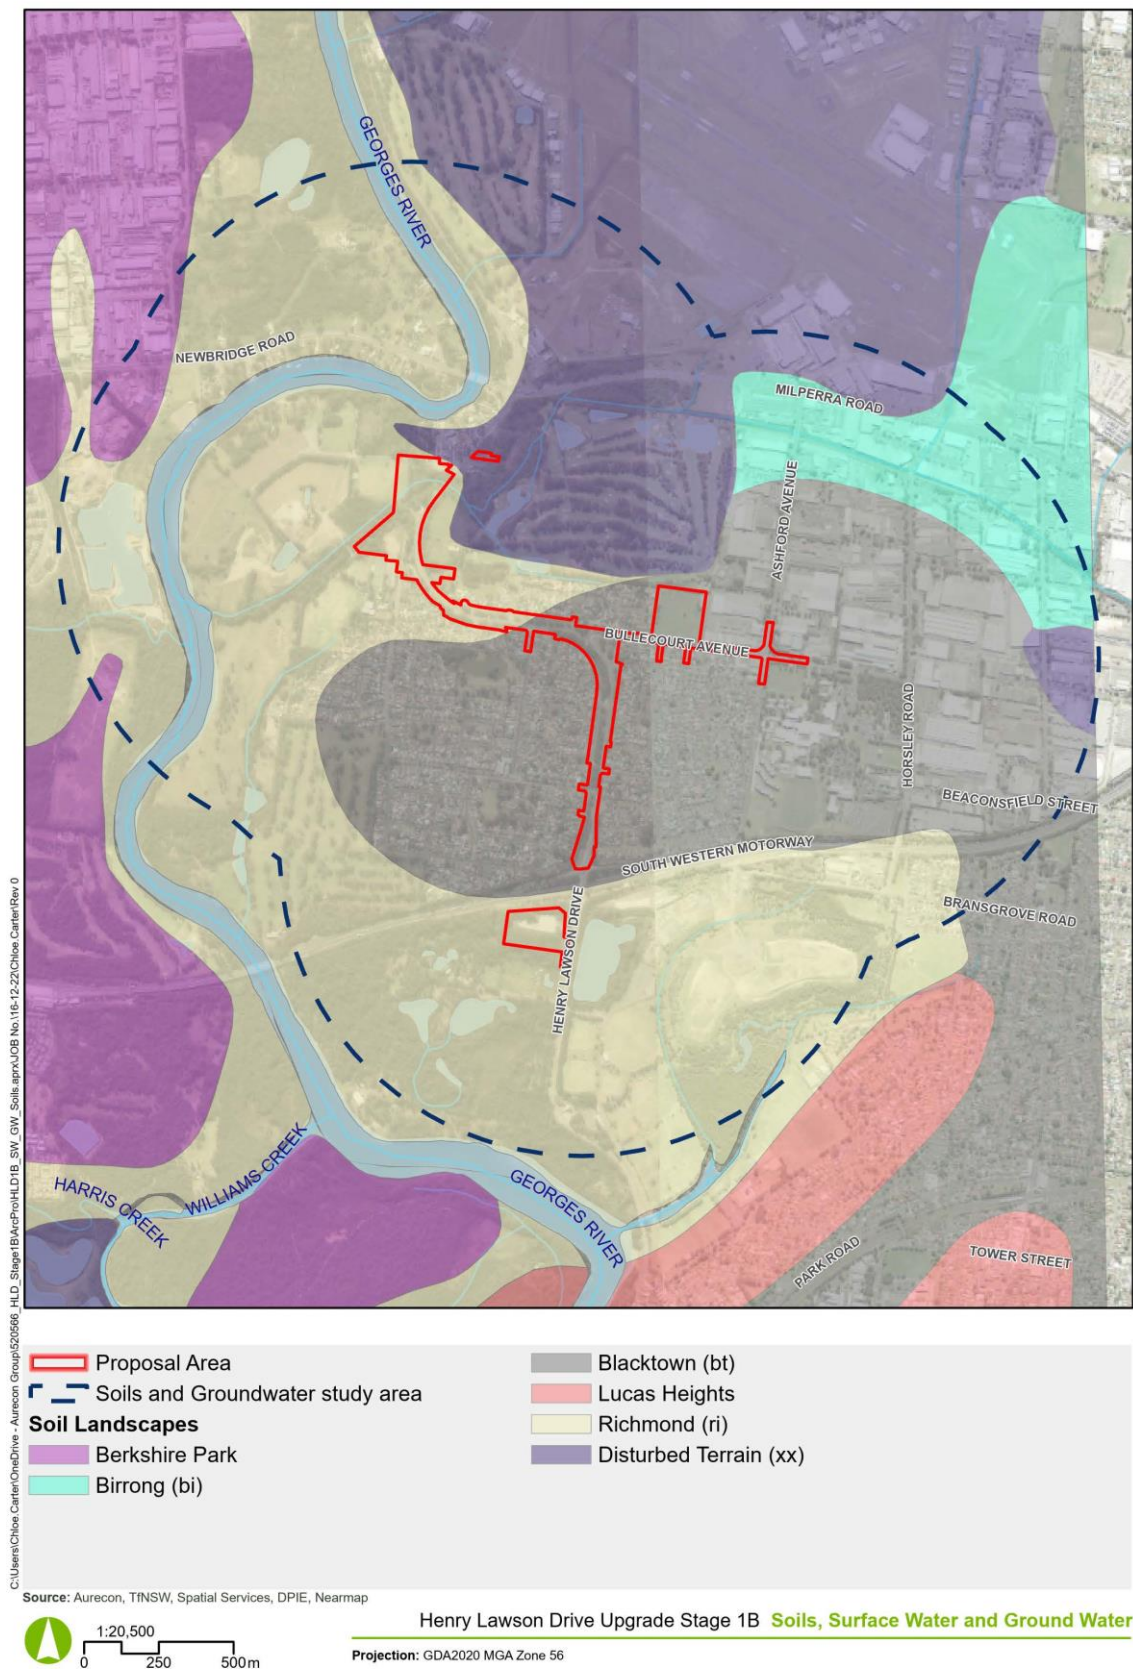 GEORGES RIVER
NEWBRIDGE ROAD
MILPERRA ROAD
ASHFORD AVENUE
BULLECOURT AVENUE
HORSLEY ROAD
BEACONSFIELD STREET
SOUTH WESTERN MOTORWAY
BRANSGROVE ROAD
HENRY LAWSON DRIVE
WILLIAMS CREEK
HARRIS CREEK
GEORGES RIVER
PARK ROAD
TOWER STREET
C:\Users\Chloe.Carter\OneDrive - Aurecon Group\520566_HLD_Stage1B\ArcPro\HLD1B_SW_GW_Soils.aprx\JOB No.\16-12-22\Chloe.Carter\Rev 0
Proposal Area
Soils and Groundwater study area
Soil Landscapes
Berkshire Park
Birrong (bi)
Blacktown (bt)
Lucas Heights
Richmond (ri)
Disturbed Terrain (xx)
Source: Aurecon, TfNSW, Spatial Services, DPIE, Nearmap
1:20,500
0 250 500m
Henry Lawson Drive Upgrade Stage 1B Soils, Surface Water and Ground Water
Projection: GDA2020 MGA Zone 56